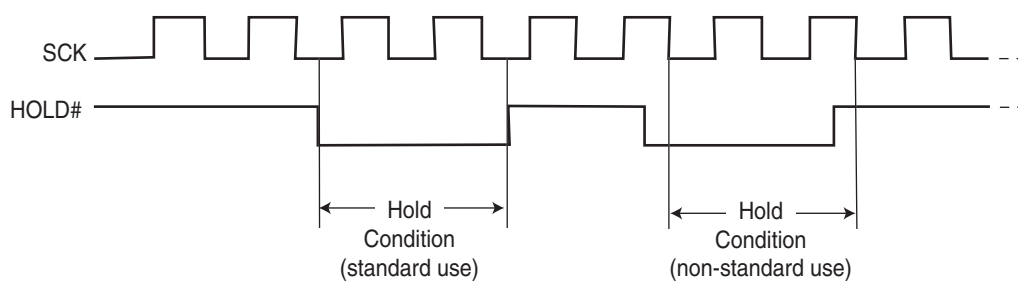 SCK
HOLD#
Hold
Condition
(standard use)
Hold
Condition
(non-standard use)